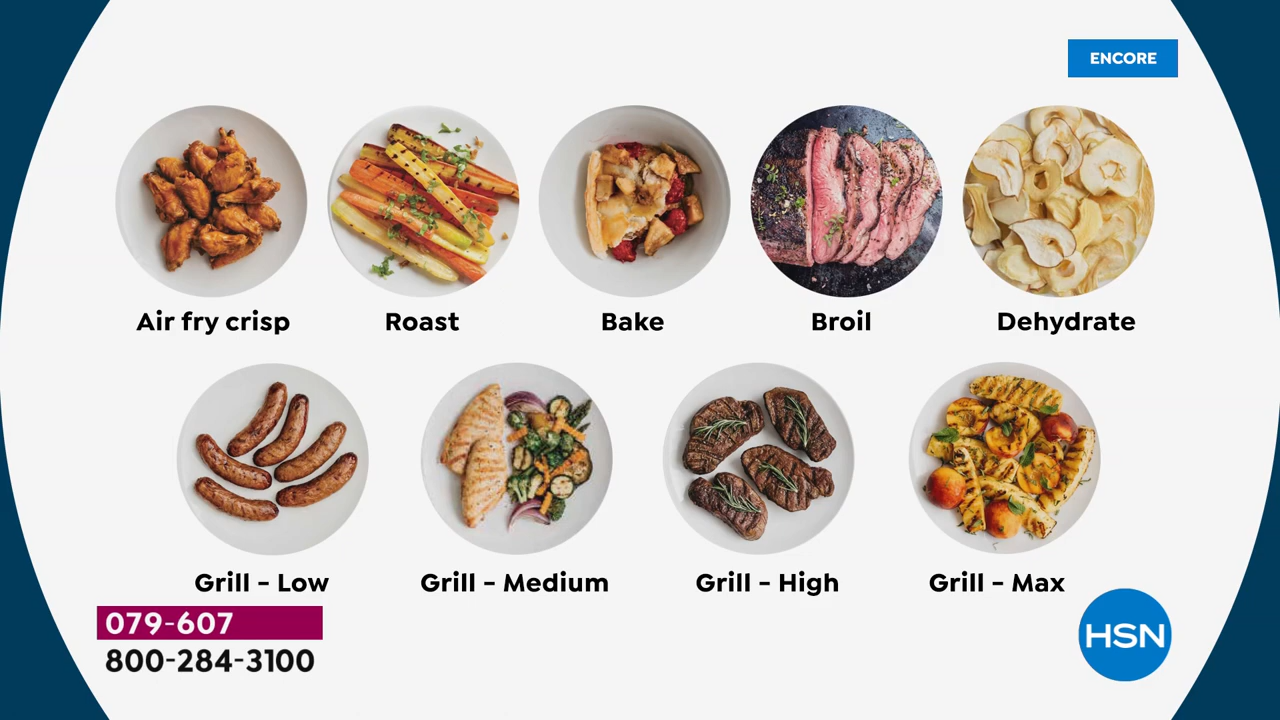 ENCORE
Air fry crisp
Roast
Bake
Broil
Dehydrate
Grill - Low
Grill - Medium
Grill - High
Grill - Max
079-607
800-284-3100
HSN